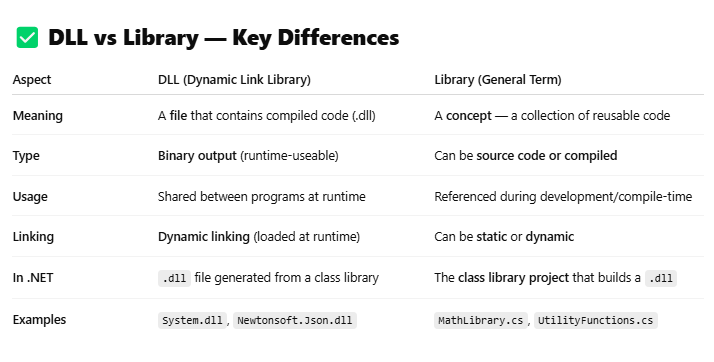 ✅ DLL vs Library — Key Differences
Aspect DLL (Dynamic Link Library) Library (General Term)
Meaning A file that contains compiled code (.dll) A concept — a collection of reusable code
Type Binary output (runtime-useable) Can be source code or compiled
Usage Shared between programs at runtime Referenced during development/compile-time
Linking Dynamic linking (loaded at runtime) Can be static or dynamic
In .NET .dll file generated from a class library The class library project that builds a .dll
Examples System.dll, Newtonsoft.Json.dll MathLibrary.cs, UtilityFunctions.cs